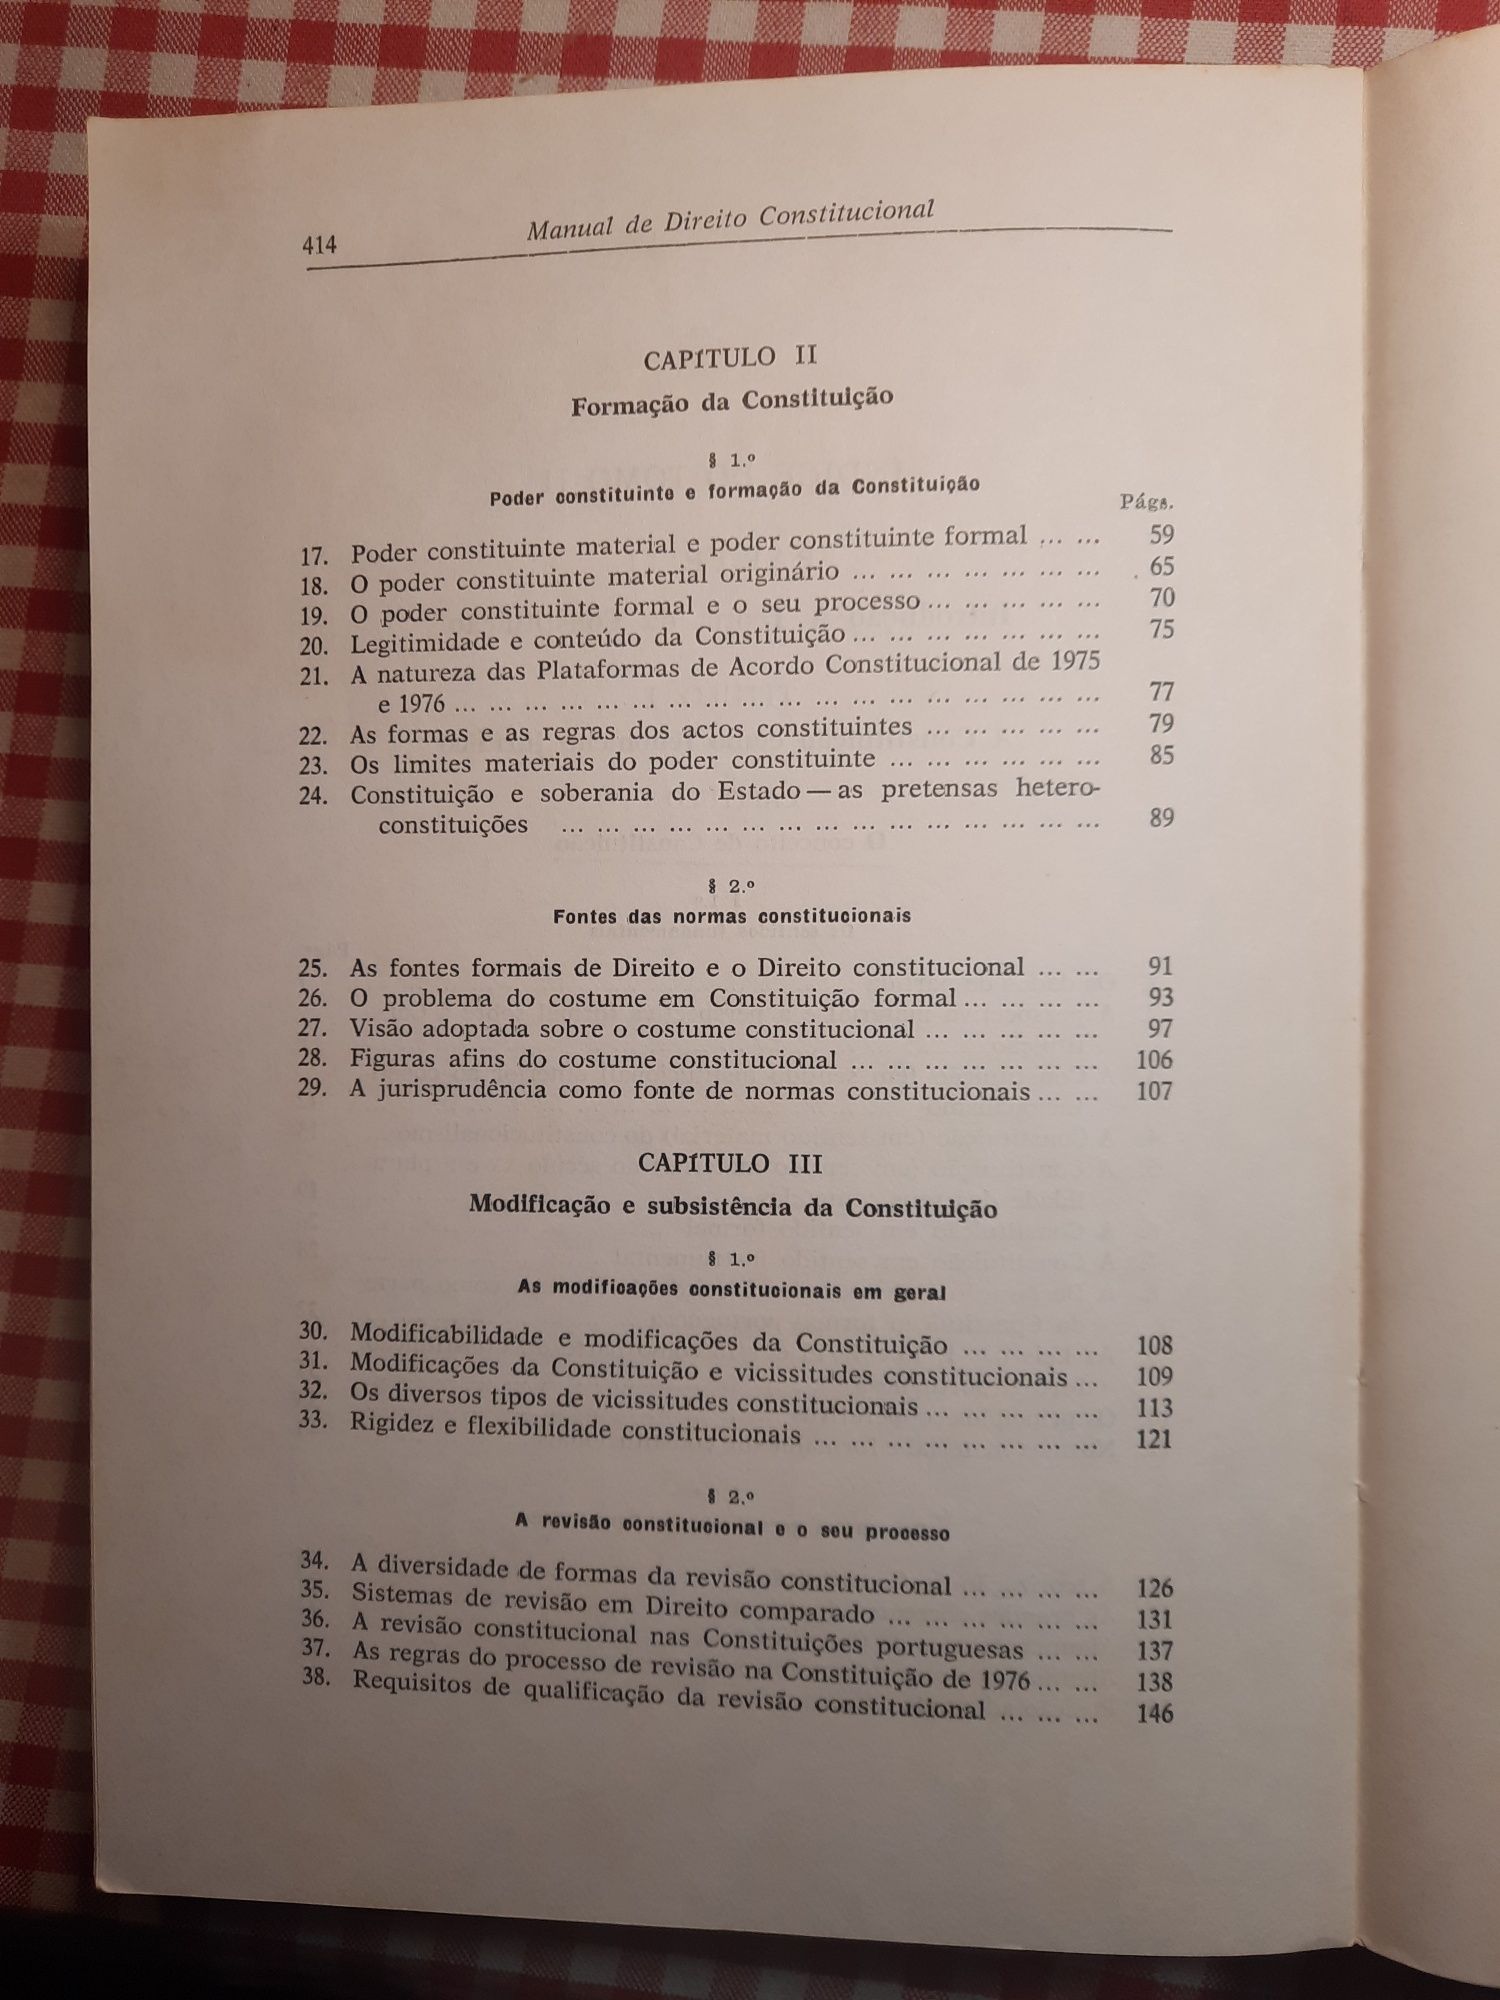 414
Manual de Direito Constitucional
CAPÍTULO II
Formação da Constituição
§ 1.º
Poder constituinte e formação da Constituição
Págs.
17. Poder constituinte material e poder constituinte formal ... ... 59
18. O poder constituinte material originário ... ... ... ... ... ... ... 65
19. O poder constituinte formal e o seu processo ... ... ... ... ... 70
20. Legitimidade e conteúdo da Constituição ... ... ... ... ... ... ... 75
21. A natureza das Plataformas de Acordo Constitucional de 1975
e 1976 ... ... ... ... ... ... ... ... ... ... ... ... ... ... ... ... ... ... 77
22. As formas e as regras dos actos constituintes ... ... ... ... ... 79
23. Os limites materiais do poder constituinte ... ... ... ... ... ... 85
24. Constituição e soberania do Estado — as pretensas hetero-
constituições ... ... ... ... ... ... ... ... ... ... ... ... ... ... ... 89
§ 2.º
Fontes das normas constitucionais
25. As fontes formais de Direito e o Direito constitucional ... ... 91
26. O problema do costume em Constituição formal ... ... ... ... 93
27. Visão adoptada sobre o costume constitucional ... ... ... ... ... 97
28. Figuras afins do costume constitucional ... ... ... ... ... ... ... 106
29. A jurisprudência como fonte de normas constitucionais ... ... 107
CAPÍTULO III
Modificação e subsistência da Constituição
§ 1.º
As modificações constitucionais em geral
30. Modificabilidade e modificações da Constituição ... ... ... ... 108
31. Modificações da Constituição e vicissitudes constitucionais ... 109
32. Os diversos tipos de vicissitudes constitucionais ... ... ... ... ... 113
33. Rigidez e flexibilidade constitucionais ... ... ... ... ... ... ... ... 121
§ 2.º
A revisão constitucional e o seu processo
34. A diversidade de formas da revisão constitucional ... ... ... ... 126
35. Sistemas de revisão em Direito comparado ... ... ... ... ... ... 131
36. A revisão constitucional nas Constituições portuguesas ... ... 137
37. As regras do processo de revisão na Constituição de 1976 ... ... 138
38. Requisitos de qualificação da revisão constitucional ... ... ... 146